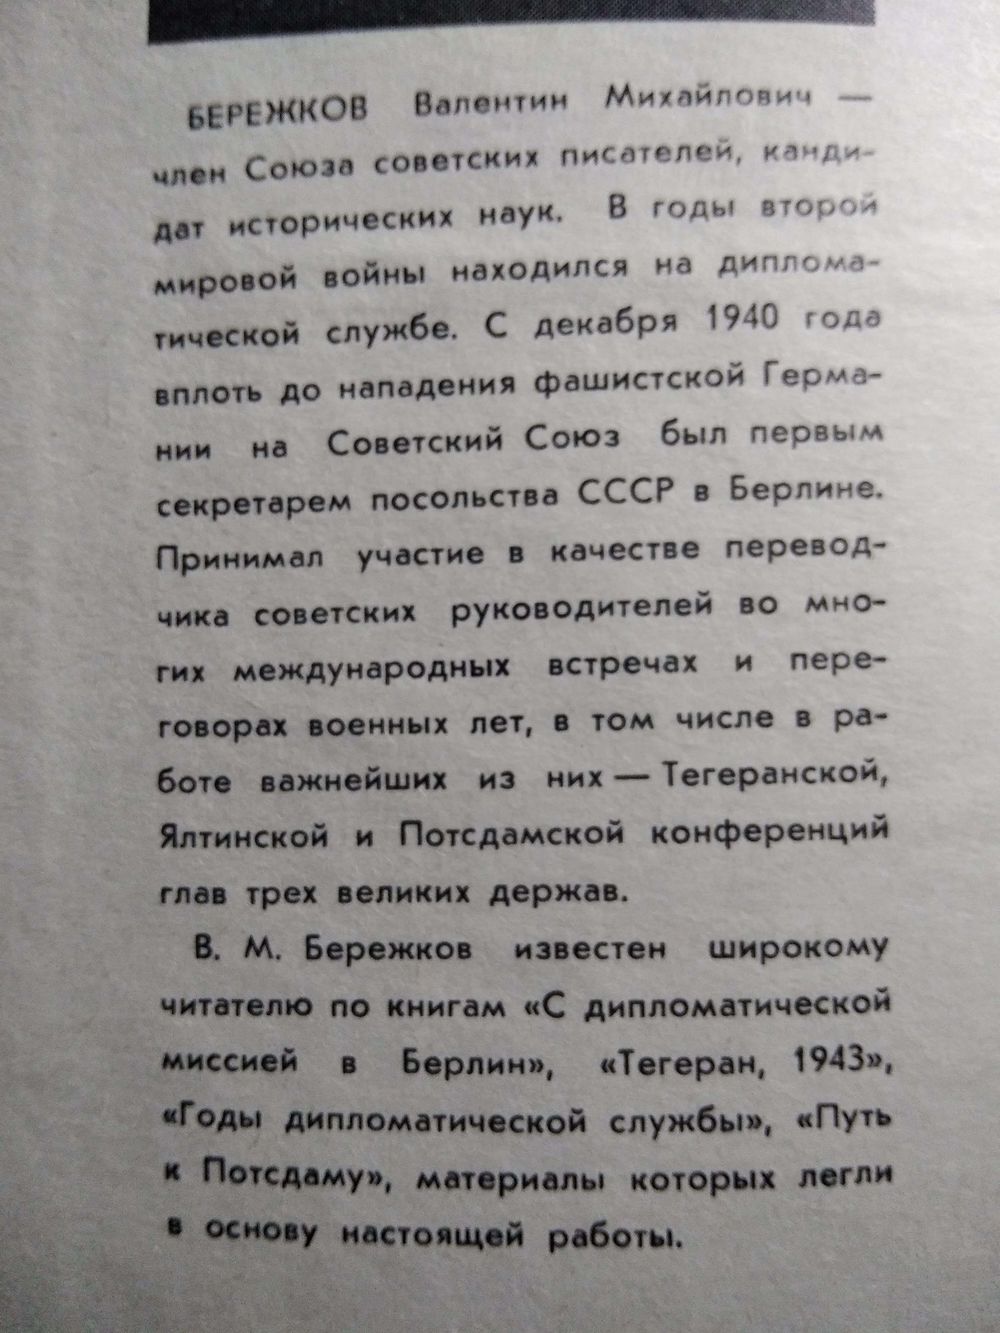 БЕРЕЖКОВ Валентин Михайлович —
член Союза советских писателей, канди-
дат исторических наук. В годы второй
мировой войны находился на диплома-
тической службе. С декабря 1940 года
вплоть до нападения фашистской Герма-
нии на Советский Союз был первым
секретарем посольства СССР в Берлине.
Принимал участие в качестве перевод-
чика советских руководителей во мно-
гих международных встречах и пере-
говорах военных лет, в том числе в ра-
боте важнейших из них — Тегеранской,
Ялтинской и Потсдамской конференций
глав трех великих держав.
В. М. Бережков известен широкому
читателю по книгам «С дипломатической
миссией в Берлин», «Тегеран, 1943»,
«Годы дипломатической службы», «Путь
к Потсдаму», материалы которых легли
в основу настоящей работы.